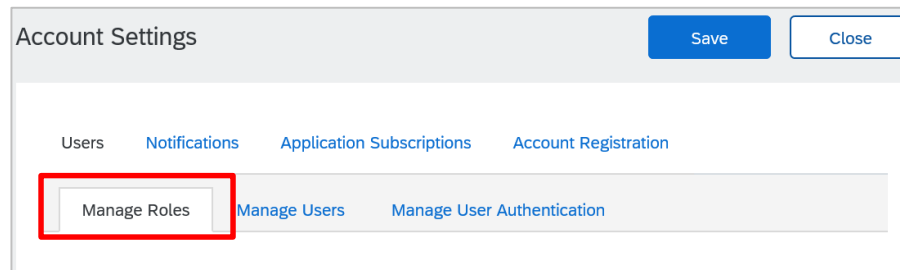 Account Settings
Save
Close
Users Notifications Application Subscriptions Account Registration
Manage Roles Manage Users Manage User Authentication